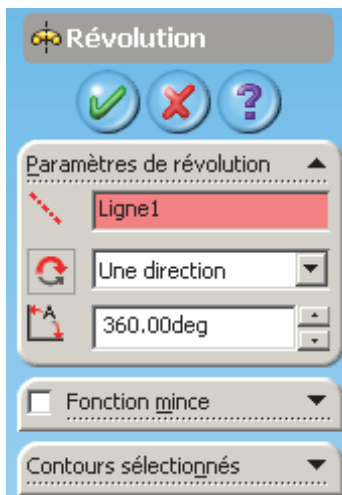 Révolution
?
Paramètres de révolution
Ligne1
Une direction
A
360.00deg
Fonction mince
Contours sélectionnés